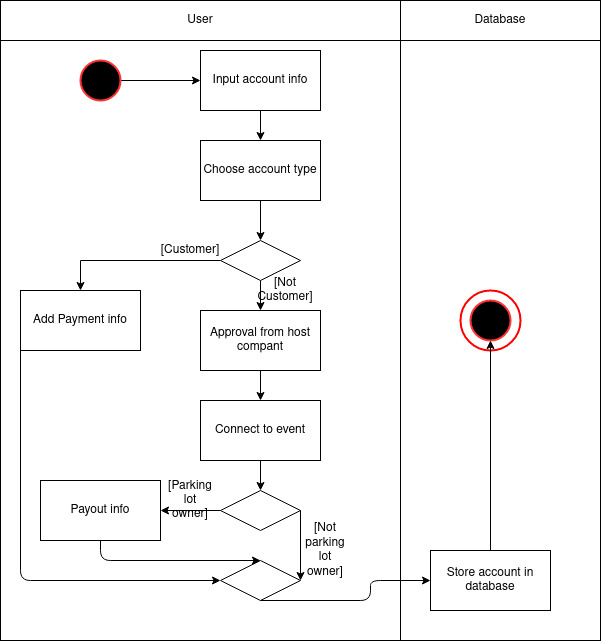 User
Database
Input account info
Choose account type
[Customer]
[Not
Customer]
Add Payment info
Approval from host
compant
Connect to event
[Parking
lot
owner]
Payout info
[Not
parking
lot
owner]
Store account in
database